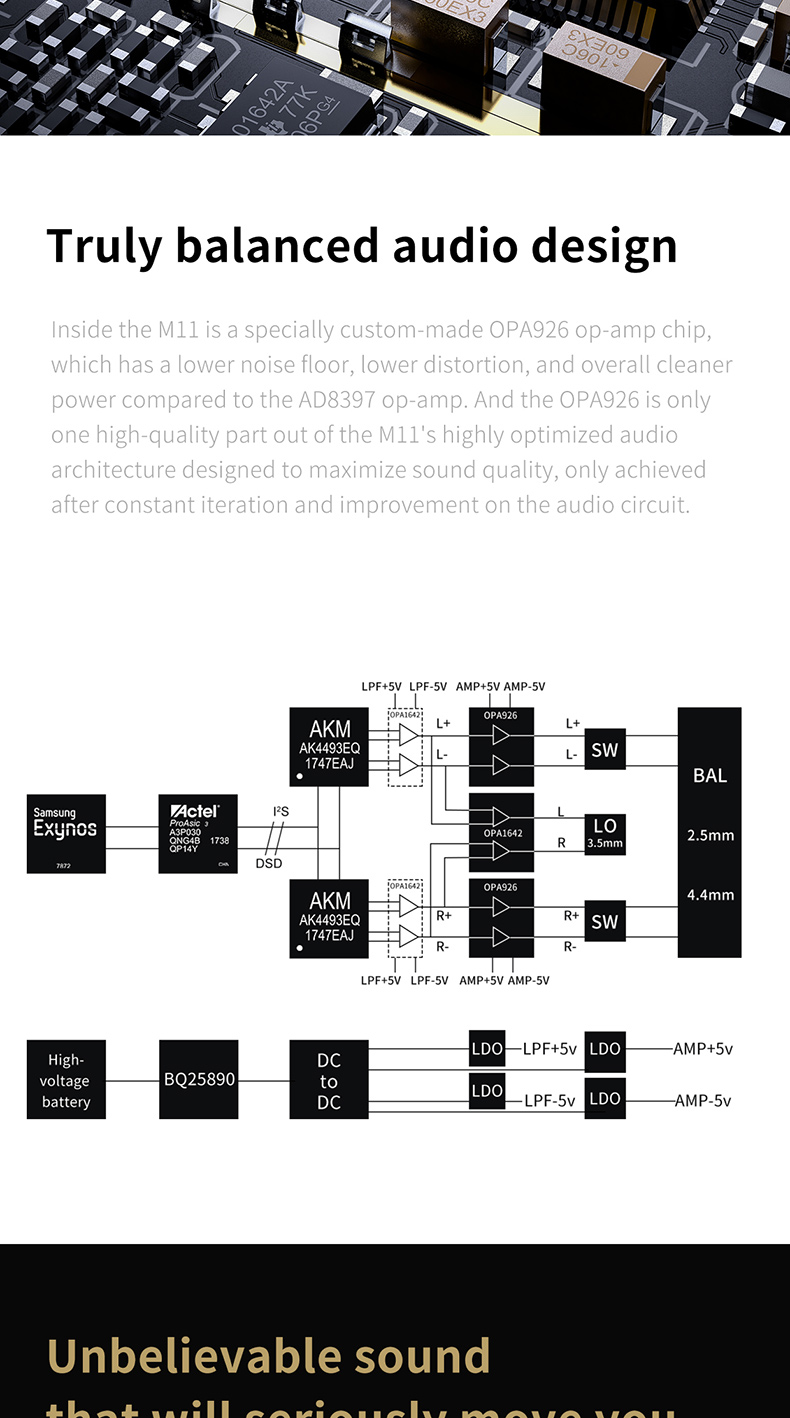 60EX3
106C
60EX3
O1642A
77K
06PG4
Truly balanced audio design
Inside the M11 is a specially custom-made OPA926 op-amp chip,
which has a lower noise floor, lower distortion, and overall cleaner
power compared to the AD8397 op-amp. And the OPA926 is only
one high-quality part out of the M11's highly optimized audio
architecture designed to maximize sound quality, only achieved
after constant iteration and improvement on the audio circuit.
LPF+5V LPF-5V AMP+5V AMP-5V
AKM
AK4493EQ
1747EAJ
OPA1642
L+
L-
OPA926
L+
L-
SW
BAL
2.5mm
4.4mm
Samsung
Exynos
7872
Actel
ProAsic 3
A3P030
QNG4B 1738
QP14Y
CHA
I²S
DSD
OPA1642
L
R
LO
3.5mm
AKM
AK4493EQ
1747EAJ
OPA1642
R+
R-
OPA926
R+
R-
SW
LPF+5V LPF-5V AMP+5V AMP-5V
High-
voltage
battery
BQ25890
DC
to
DC
LDO LPF+5v LDO AMP+5v
LDO LPF-5v LDO AMP-5v
Unbelievable sound
that will seriously move you